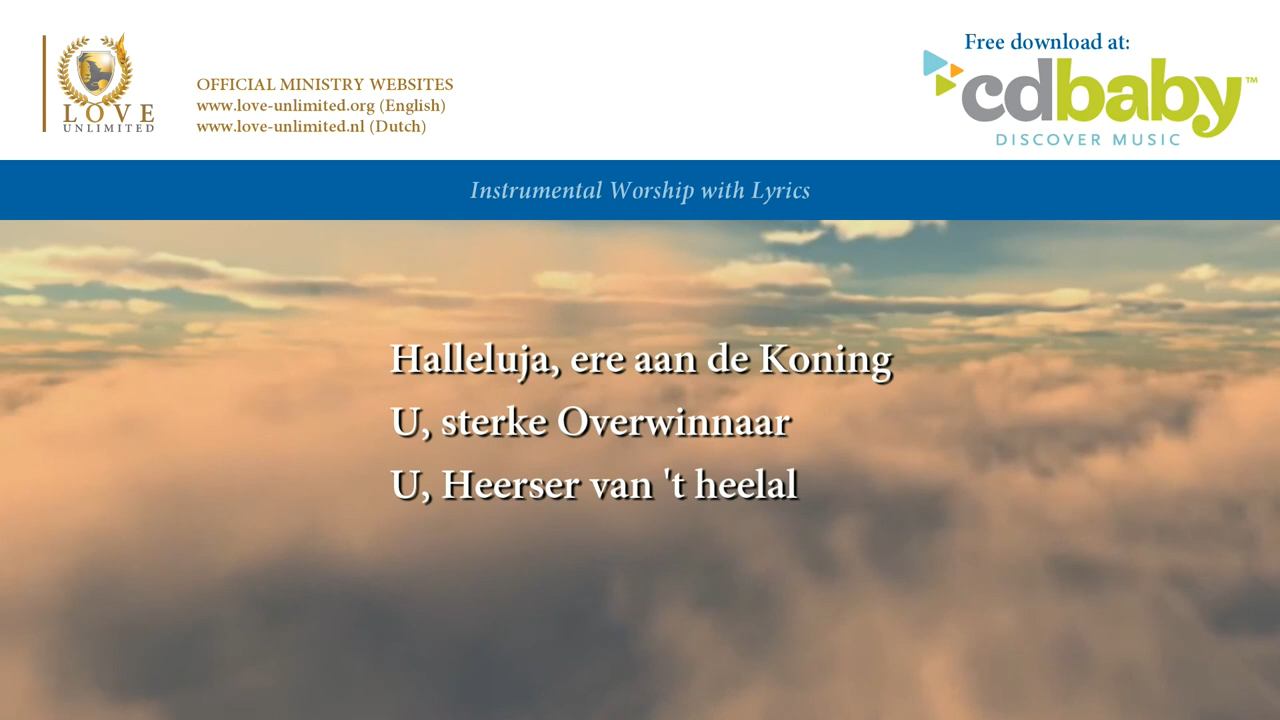 LOVE
UNLIMITED
OFFICIAL MINISTRY WEBSITES
www.love-unlimited.org (English)
www.love-unlimited.nl (Dutch)
Free download at:
cdbaby™
DISCOVER MUSIC
Instrumental Worship with Lyrics
Halleluja, ere aan de Koning
U, sterke Overwinnaar
U, Heerser van 't heelal